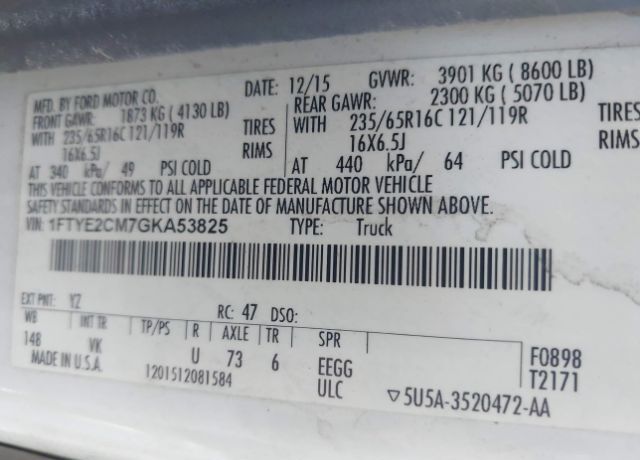 MFD. BY FORD MOTOR CO. DATE: 12/15 GVWR: 3901 KG ( 8600 LB)
FRONT GAWR: 1873 KG ( 4130 LB) REAR GAWR: 2300 KG ( 5070 LB)
WITH 235/65R16C 121/119R TIRES WITH 235/65R16C 121/119R TIRES
16X6.5J RIMS 16X6.5J RIMS
AT 340 kPa/ 49 PSI COLD AT 440 kPa/ 64 PSI COLD
THIS VEHICLE CONFORMS TO ALL APPLICABLE FEDERAL MOTOR VEHICLE
SAFETY STANDARDS IN EFFECT ON THE DATE OF MANUFACTURE SHOWN ABOVE.
VIN: 1FTYE2CM7GKA53825 TYPE: Truck
EXT PNT: YZ RC: 47 DSO:
WB INT TR TP/PS R AXLE TR SPR F0898
148 VK U 73 6 EEGG T2171
MADE IN U.S.A. 1201512081584 ULC ▽5U5A-3520472-AA